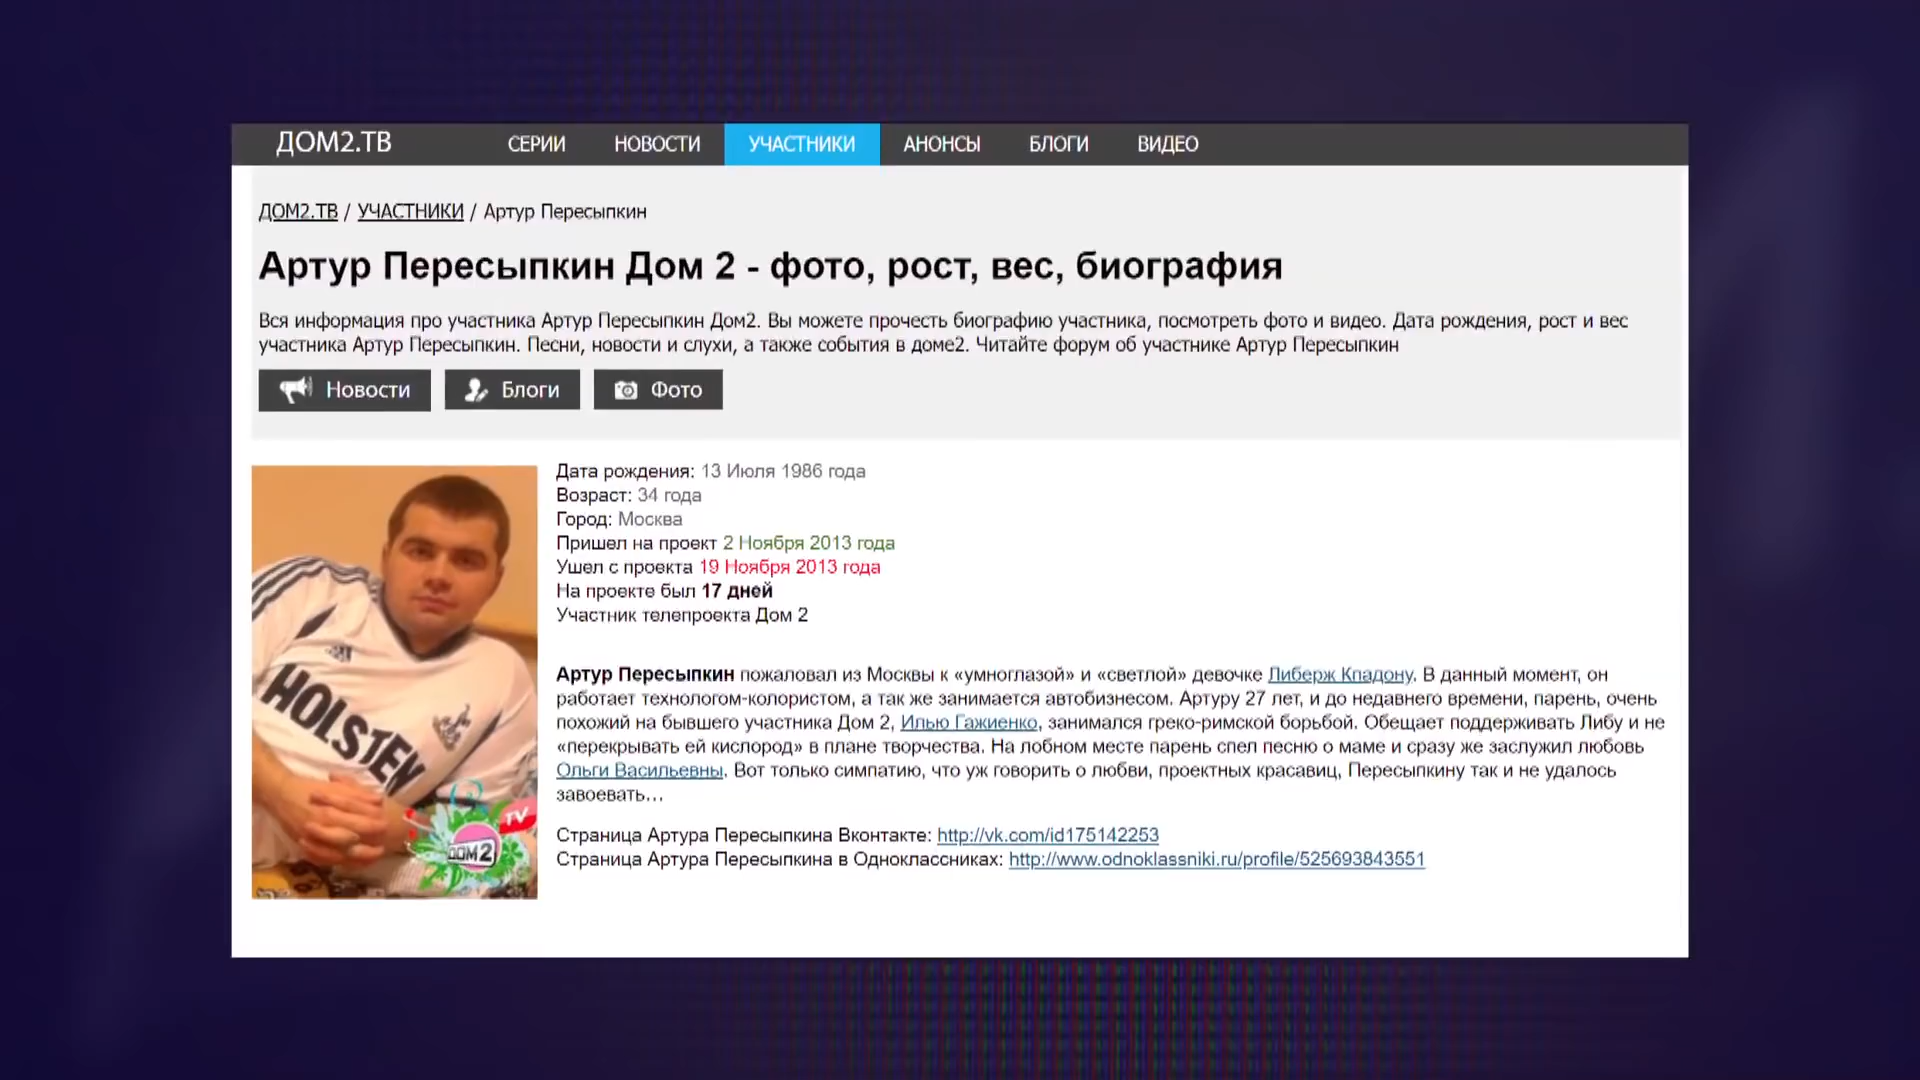 ДОМ2.ТВ СЕРИИ НОВОСТИ УЧАСТНИКИ АНОНСЫ БЛОГИ ВИДЕО
ДОМ2.ТВ / УЧАСТНИКИ / Артур Пересыпкин
Артур Пересыпкин Дом 2 - фото, рост, вес, биография
Вся информация про участника Артур Пересыпкин Дом2. Вы можете прочесть биографию участника, посмотреть фото и видео. Дата рождения, рост и вес
участника Артур Пересыпкин. Песни, новости и слухи, а также события в доме2. Читайте форум об участнике Артур Пересыпкин
Новости Блоги Фото
Дата рождения: 13 Июля 1986 года
Возраст: 34 года
Город: Москва
Пришел на проект 2 Ноября 2013 года
Ушел с проекта 19 Ноября 2013 года
На проекте был 17 дней
Участник телепроекта Дом 2
Артур Пересыпкин пожаловал из Москвы к «умноглазой» и «светлой» девочке Либерж Кпадону. В данный момент, он
работает технологом-колористом, а так же занимается автобизнесом. Артуру 27 лет, и до недавнего времени, парень, очень
похожий на бывшего участника Дом 2, Илью Гажиенко, занимался греко-римской борьбой. Обещает поддерживать Либу и не
«перекрывать ей кислород» в плане творчества. На лобном месте парень спел песню о маме и сразу же заслужил любовь
Ольги Васильевны. Вот только симпатию, что уж говорить о любви, проектных красавиц, Пересыпкину так и не удалось
завоевать...
Страница Артура Пересыпкина Вконтакте: http://vk.com/id175142253
Страница Артура Пересыпкина в Одноклассниках: http://www.odnoklassniki.ru/profile/525693843551
HOLSTEN
TV
ДОМ2